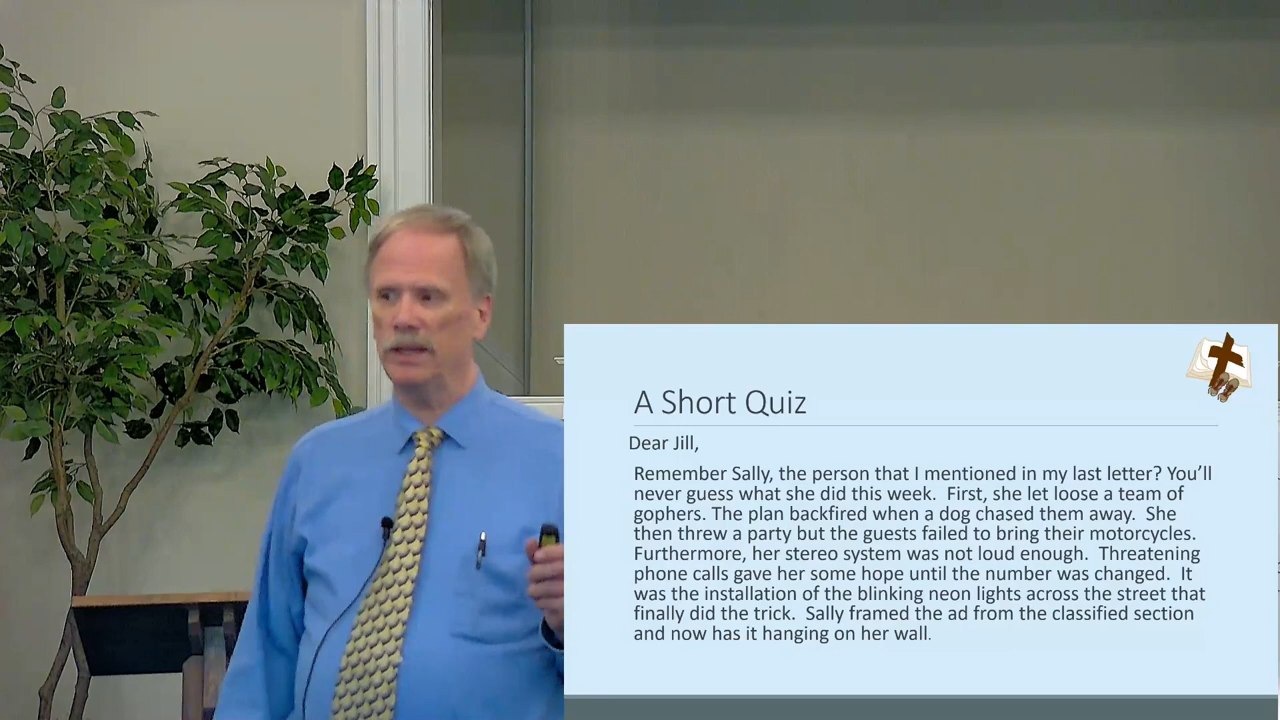 A Short Quiz
Dear Jill,
Remember Sally, the person that I mentioned in my last letter? You’ll
never guess what she did this week.  First, she let loose a team of
gophers. The plan backfired when a dog chased them away.  She
then threw a party but the guests failed to bring their motorcycles.
Furthermore, her stereo system was not loud enough.  Threatening
phone calls gave her some hope until the number was changed.  It
was the installation of the blinking neon lights across the street that
finally did the trick.  Sally framed the ad from the classified section
and now has it hanging on her wall.